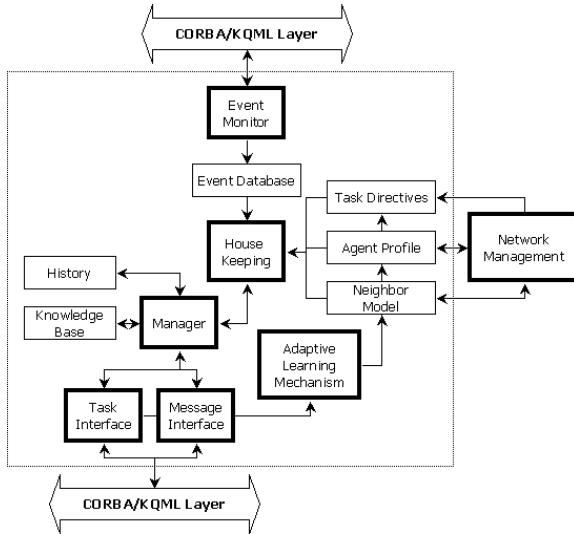 CORBA/KQML Layer
Event
Monitor
Event Database
Task Directives
House
Keeping
Agent Profile
Network
Management
History
Neighbor
Model
Knowledge
Base
Manager
Adaptive
Learning
Mechanism
Task
Interface
Message
Interface
CORBA/KQML Layer